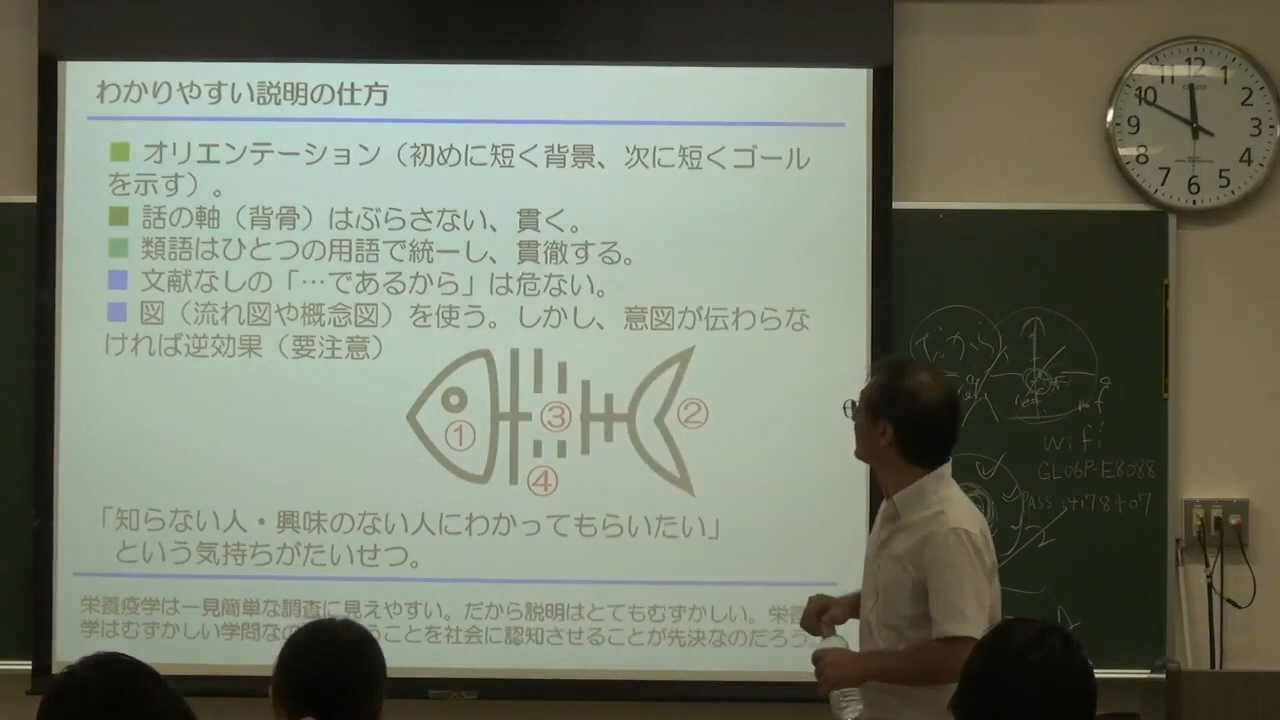 わかりやすい説明の仕方
オリエンテーション（初めに短く背景、次に短くゴール
を示す）。
話の軸（背骨）はぶらさない、貫く。
類語はひとつの用語で統一し、貫徹する。
文献なしの「…であるから」は危ない。
図（流れ図や概念図）を使う。しかし、意図が伝わらな
ければ逆効果（要注意）
① ③ ②
④
「知らない人・興味のない人にわかってもらいたい」
という気持ちがたいせつ。
栄養疫学は一見簡単な調査に見えやすい。だから説明はとてもむずかしい。栄養
学はむずかしい学問なの うことを社会に認知させることが先決なのだろう
12 1 2 3 4 5 6 7 8 9 10 11
CITIZEN
だから
wifi
GL06P-E8088
PASS 44178407